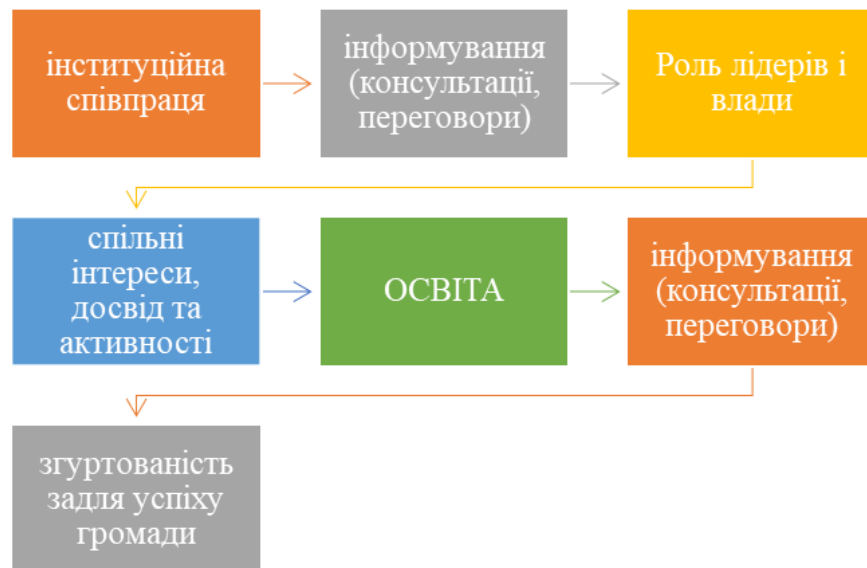 інституційна
співпраця
інформування
(консультації,
переговори)
Роль лідерів і
влади
спільні
інтереси,
досвід та
активності
ОСВІТА
інформування
(консультації,
переговори)
згуртованість
задля успіху
громади